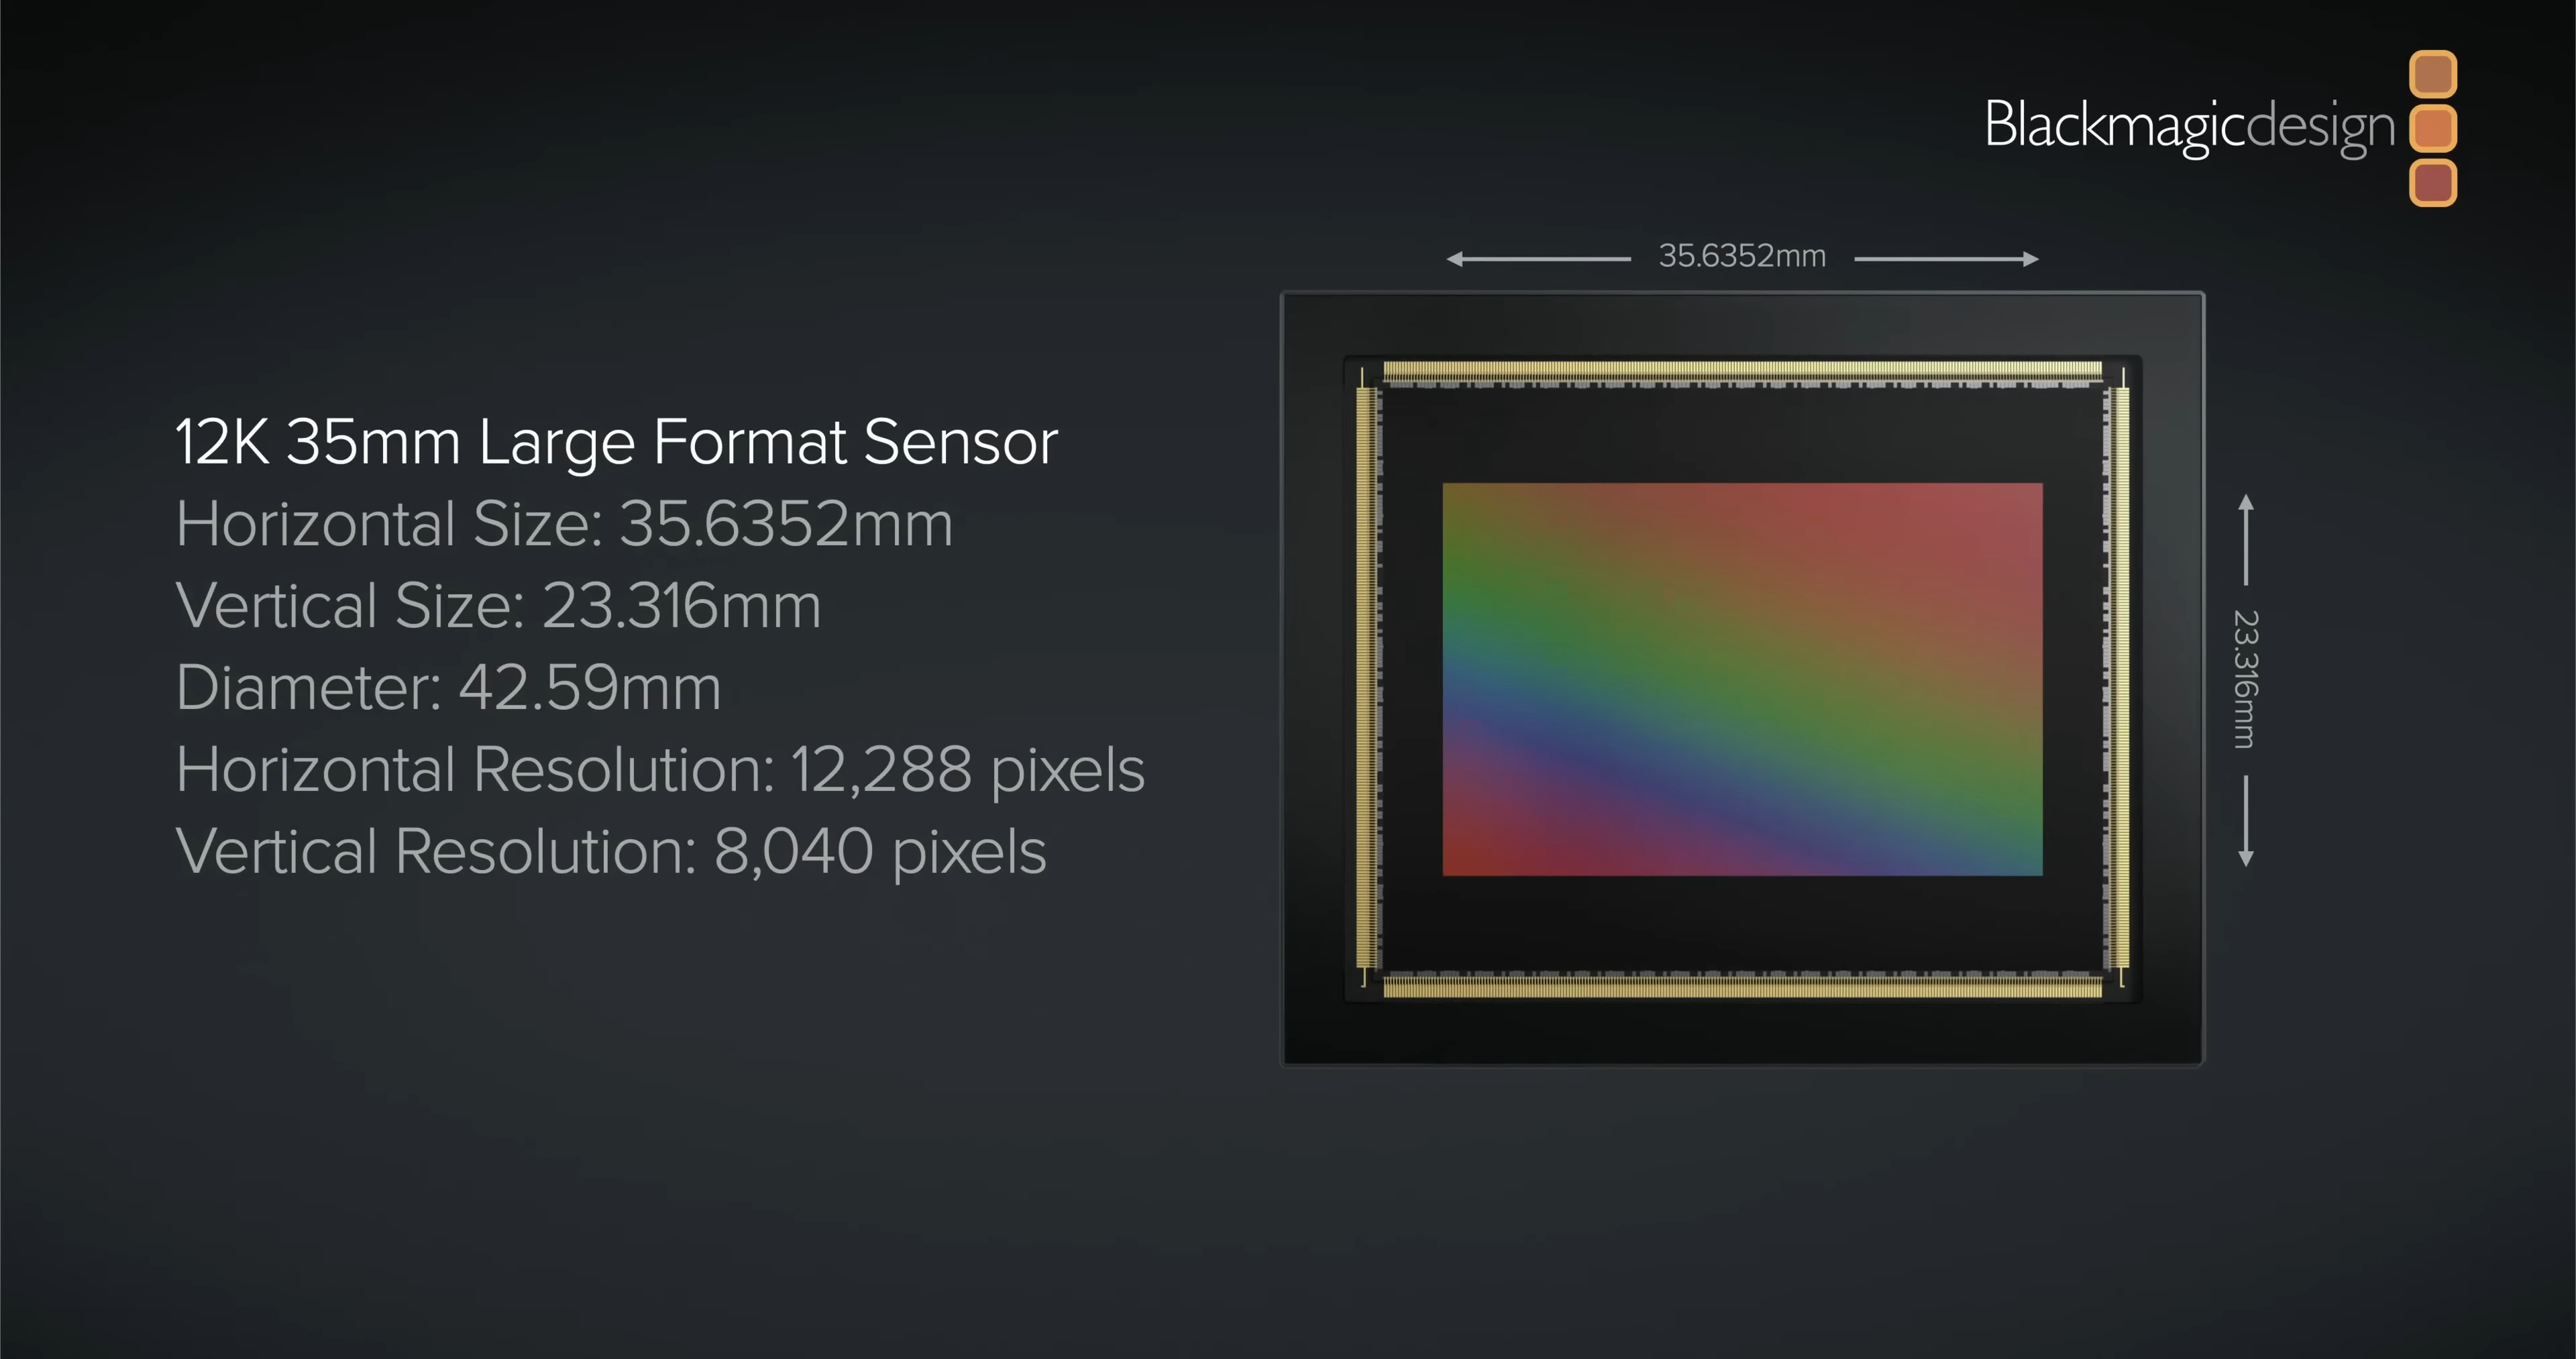 Blackmagicdesign
35.6352mm
12K 35mm Large Format Sensor
Horizontal Size: 35.6352mm
Vertical Size: 23.316mm
Diameter: 42.59mm
Horizontal Resolution: 12,288 pixels
Vertical Resolution: 8,040 pixels
23.316mm